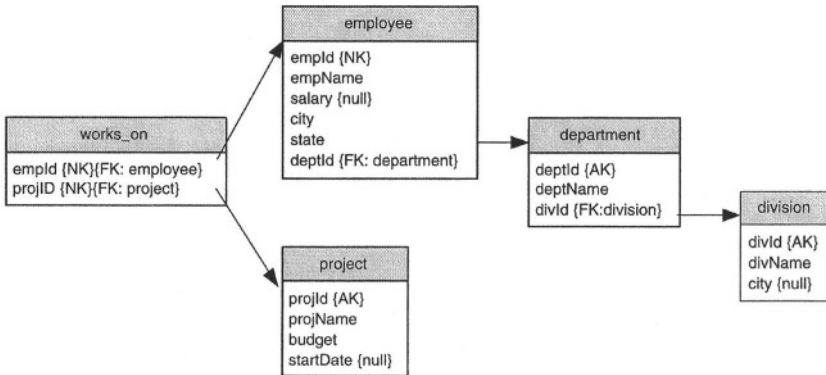 employee
empId {NK}
empName
salary {null}
city
state
deptId {FK: department}
works_on
empId {NK}{FK: employee}
projID {NK}{FK: project}
department
deptId {AK}
deptName
divId {FK:division}
division
divId {AK}
divName
city {null}
project
projId {AK}
projName
budget
startDate {null}